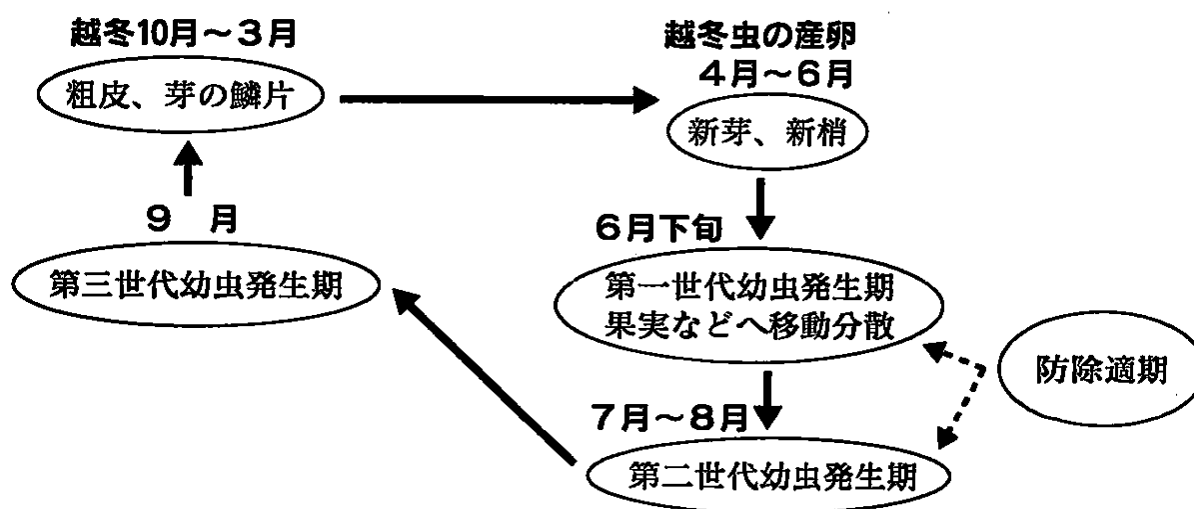 越冬10月～3月
粗皮、芽の鱗片
越冬虫の産卵
4月～6月
新芽、新梢
6月下旬
第一世代幼虫発生期
果実などへ移動分散
防除適期
7月～8月
第二世代幼虫発生期
9 月
第三世代幼虫発生期